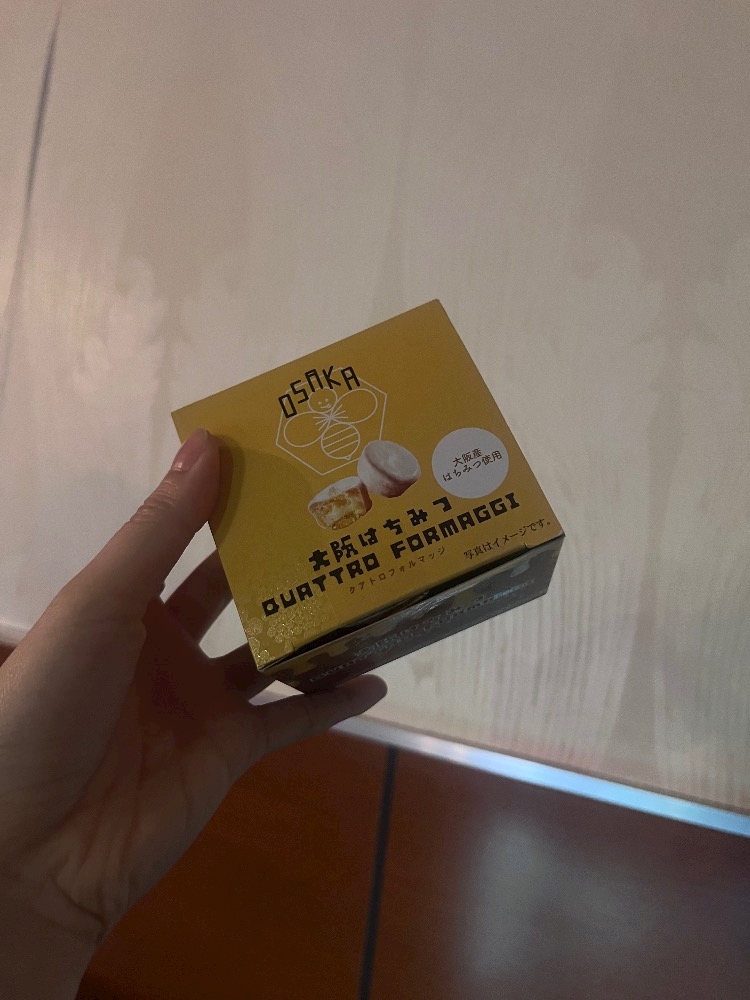 OSAKA
大阪産
はちみつ使用
大阪はちみつ
QUATTRO FORMAGGI
クアトロフォルマッジ
写真はイメージです。